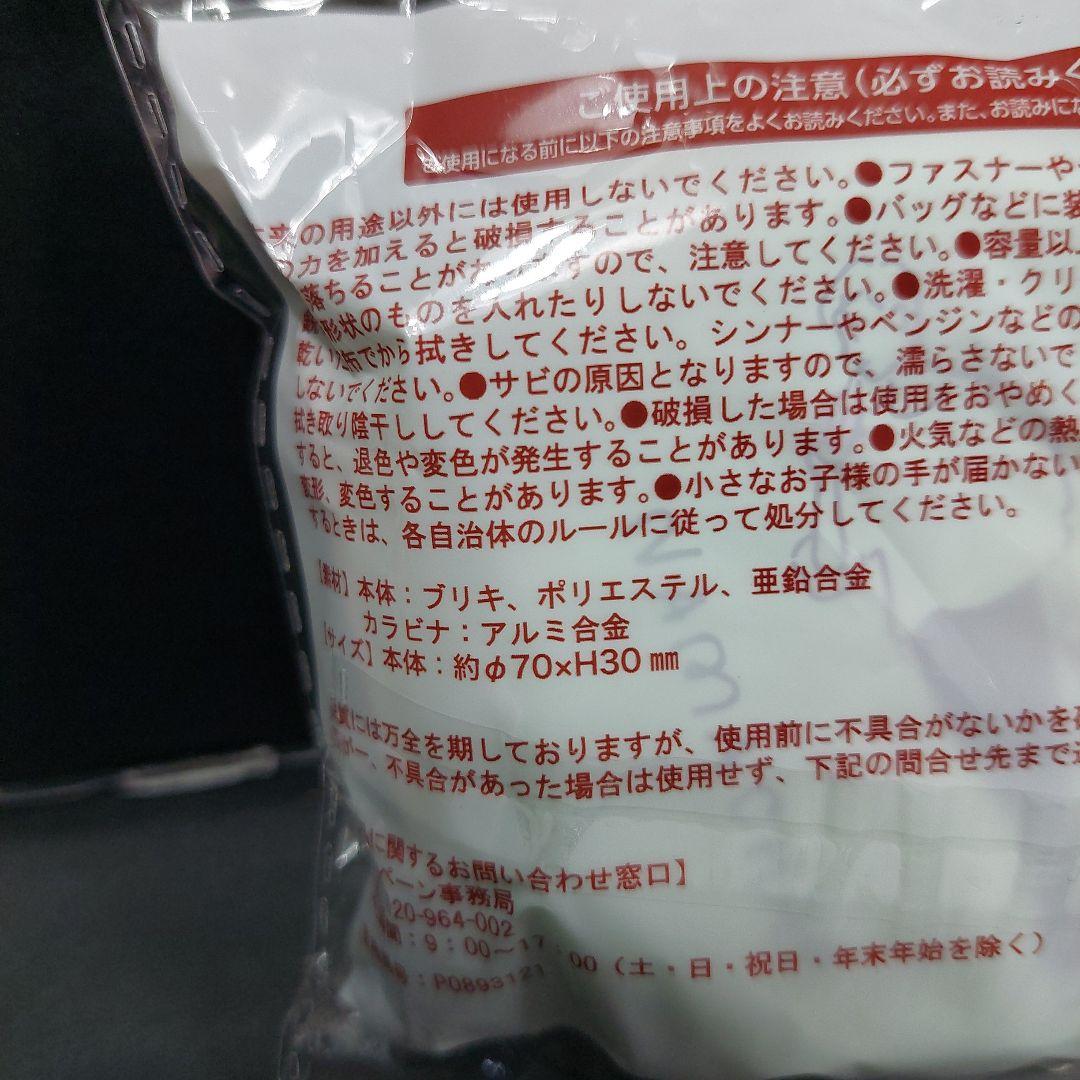 ご使用上の注意（必ずお読みく
ご使用になる前に以下の注意事項をよくお読みください。また、お読みにな
の用途以外には使用しないでください。●ファスナーや
力を加えると破損することがあります。●バッグなどに装
落ちることがありますので、注意してください。●容量以
形状のものを入れたりしないでください。●洗濯・クリ
乾いた布でから拭きしてください。シンナーやベンジンなどの
しないでください。●サビの原因となりますので、濡らさないで
拭き取り陰干ししてください。●破損した場合は使用をおやめく
すると、退色や変色が発生することがあります。●火気などの熱
変形、変色することがあります。●小さなお子様の手が届かない
するときは、各自治体のルールに従って処分してください。
【素材】本体：ブリキ、ポリエステル、亜鉛合金
カラビナ：アルミ合金
【サイズ】本体：約φ70×H30㎜
品質には万全を期しておりますが、使用前に不具合がないかを
不具合があった場合は使用せず、下記の問合せ先まで
に関するお問い合わせ窓口】
ペーン事務局
120-964-002
間：9：00～17：00（土・日・祝日・年末年始を除く）
P0893121